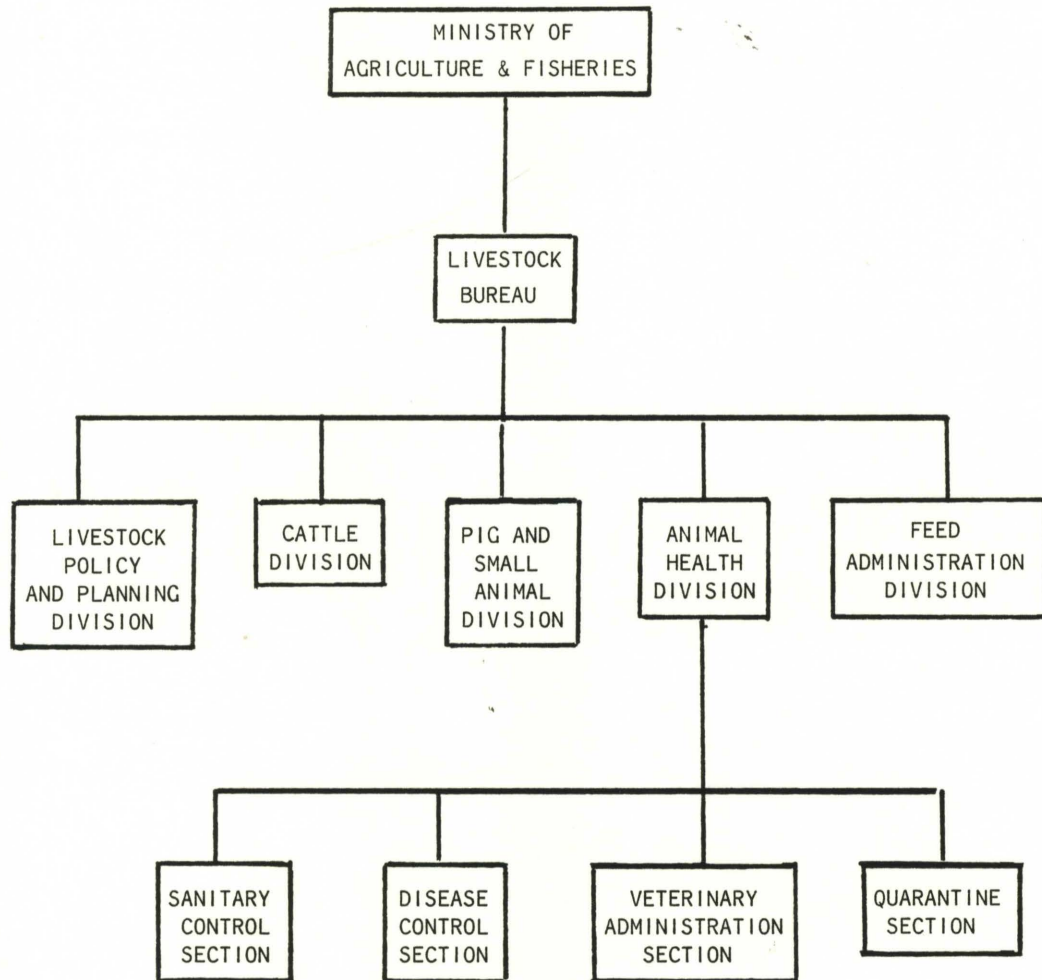 MINISTRY OF
AGRICULTURE & FISHERIES
LIVESTOCK
BUREAU
LIVESTOCK
POLICY
AND PLANNING
DIVISION
CATTLE
DIVISION
PIG AND
SMALL
ANIMAL
DIVISION
ANIMAL
HEALTH
DIVISION
FEED
ADMINISTRATION
DIVISION
SANITARY
CONTROL
SECTION
DISEASE
CONTROL
SECTION
VETERINARY
ADMINISTRATION
SECTION
QUARANTINE
SECTION